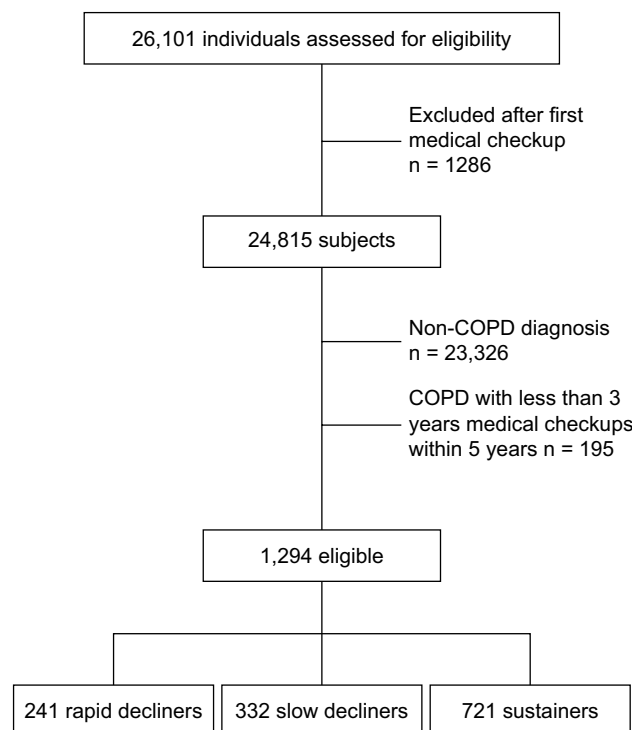 26,101 individuals assessed for eligibility
Excluded after first
medical checkup
n = 1286
24,815 subjects
Non-COPD diagnosis
n = 23,326
COPD with less than 3
years medical checkups
within 5 years n = 195
1,294 eligible
241 rapid decliners
332 slow decliners
721 sustainers